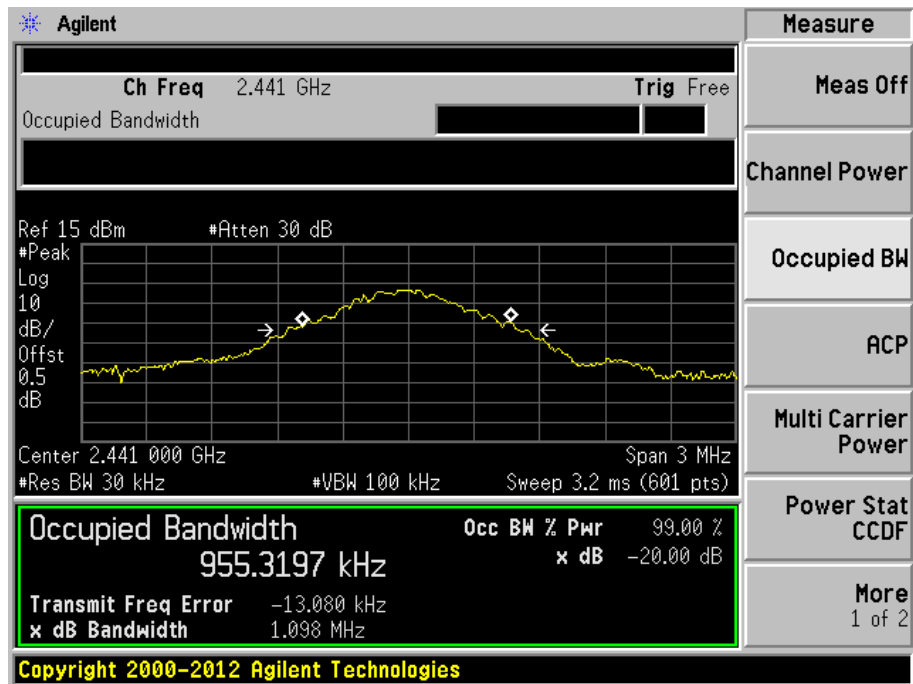 Agilent
Measure
Ch Freq 2.441 GHz Trig Free
Occupied Bandwidth
Meas Off
Channel Power
Occupied BW
ACP
Multi Carrier
Power
Power Stat
CCDF
More
1 of 2
Ref 15 dBm #Atten 30 dB
#Peak
Log
10
dB/
Offst
0.5
dB
Center 2.441 000 GHz Span 3 MHz
#Res BW 30 kHz #VBW 100 kHz Sweep 3.2 ms (601 pts)
Occupied Bandwidth Occ BW % Pwr 99.00 %
955.3197 kHz x dB -20.00 dB
Transmit Freq Error -13.080 kHz
x dB Bandwidth 1.098 MHz
Copyright 2000-2012 Agilent Technologies